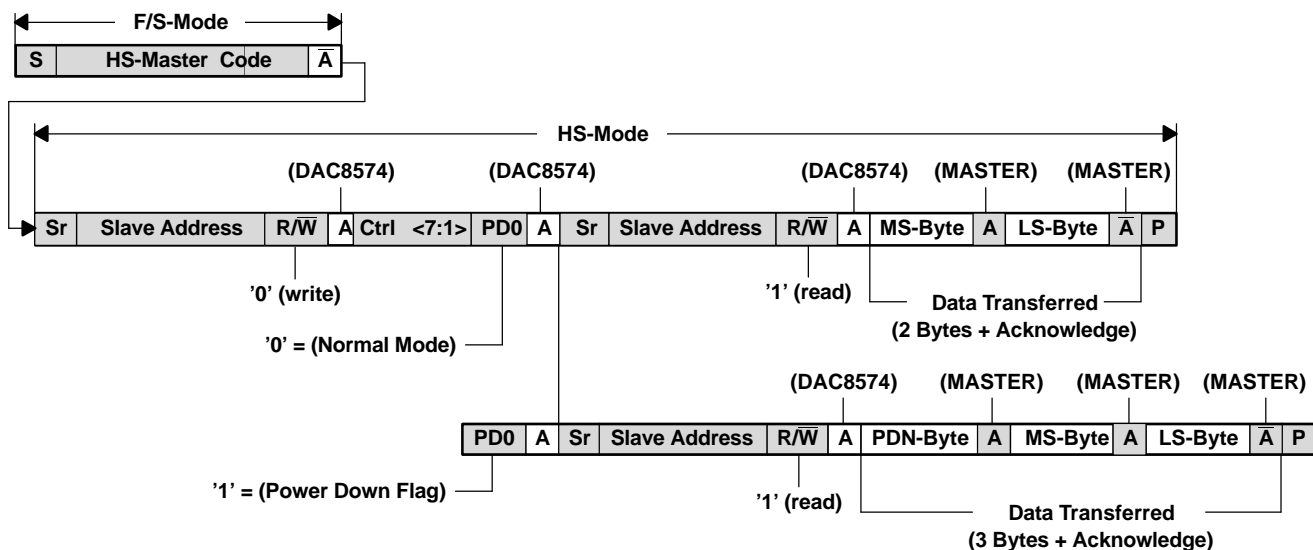 F/S-Mode
S HS-Master Code A̅
HS-Mode
(DAC8574) (DAC8574) (DAC8574) (MASTER) (MASTER)
Sr Slave Address R/W̅ A Ctrl <7:1> PD0 A Sr Slave Address R/W̅ A MS-Byte A LS-Byte A̅ P
’0’ (write) ’1’ (read) Data Transferred
(2 Bytes + Acknowledge)
’0’ = (Normal Mode)
(DAC8574) (MASTER) (MASTER) (MASTER)
PD0 A Sr Slave Address R/W̅ A PDN-Byte A MS-Byte A LS-Byte A̅ P
’1’ = (Power Down Flag) ’1’ (read) Data Transferred
(3 Bytes + Acknowledge)